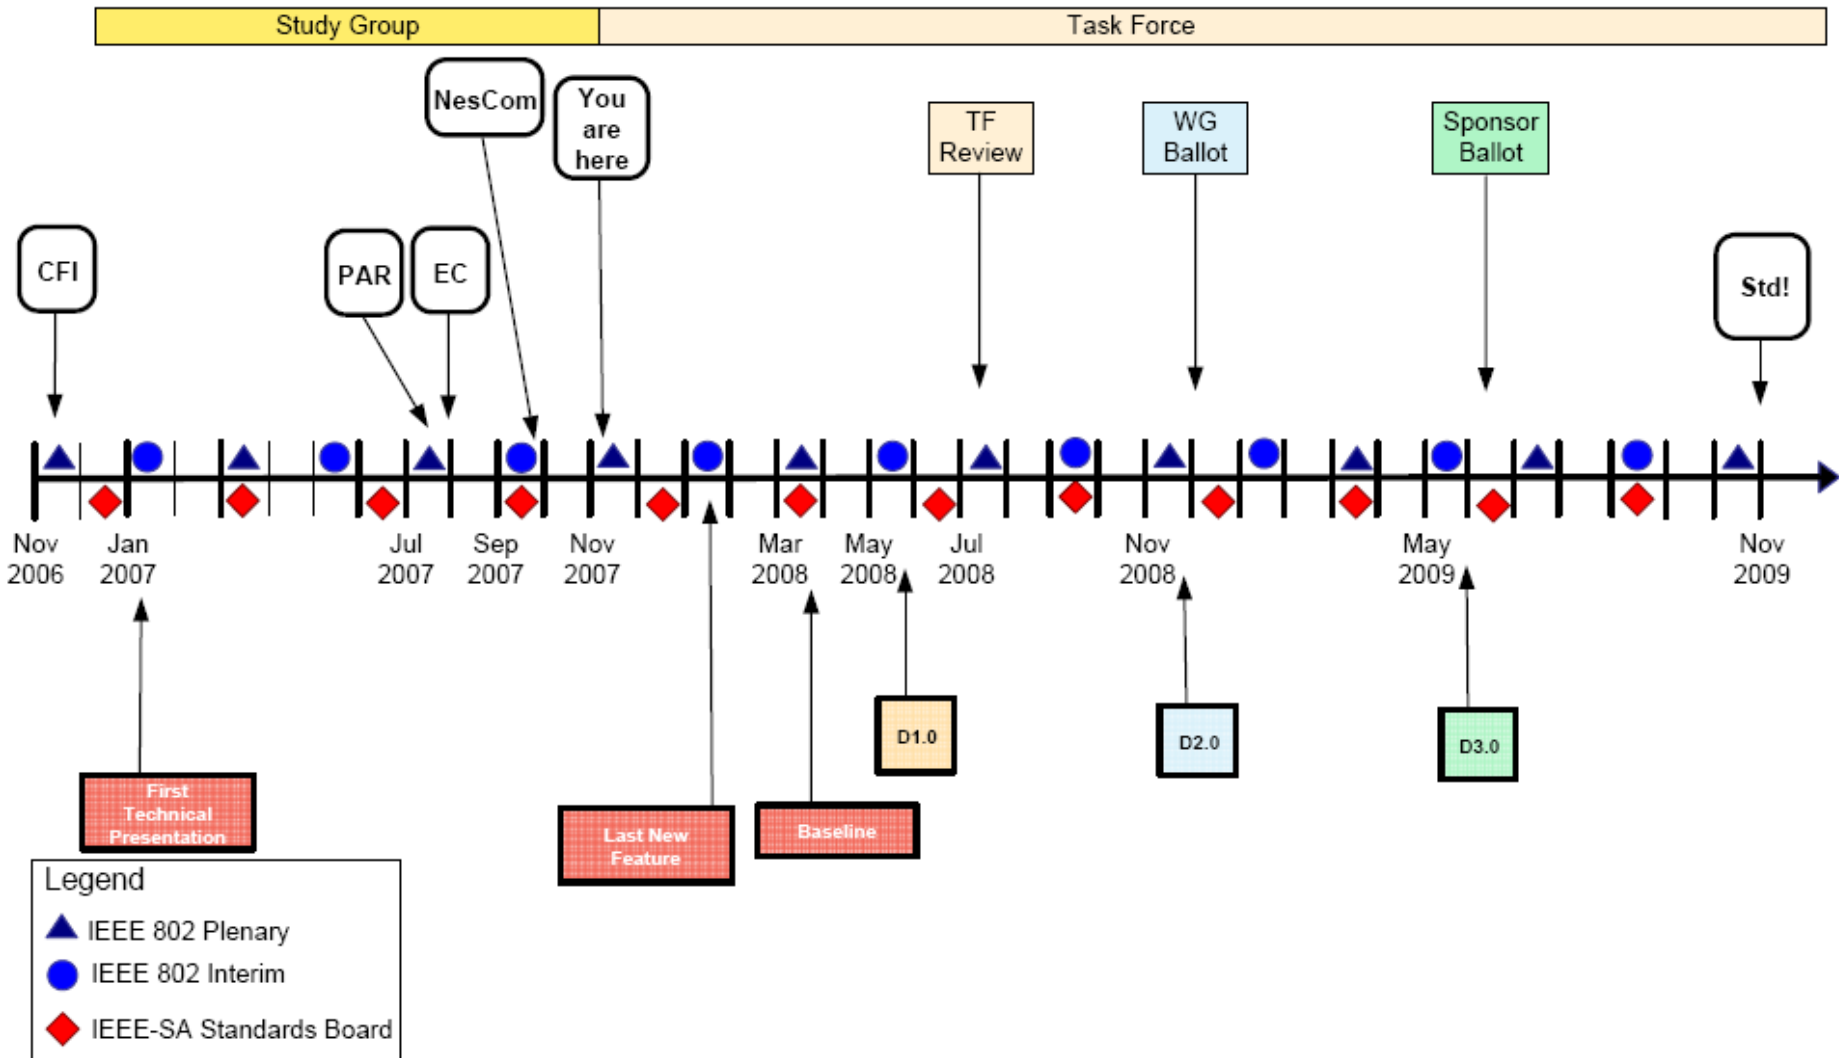 Study Group
Task Force
NesCom
You
are
here
TF
Review
WG
Ballot
Sponsor
Ballot
CFI
PAR
EC
Std!
Nov
2006
Jan
2007
Jul
2007
Sep
2007
Nov
2007
Mar
2008
May
2008
Jul
2008
Nov
2008
May
2009
Nov
2009
D1.0
D2.0
D3.0
First
Technical
Presentation
Last New
Feature
Baseline
Legend
IEEE 802 Plenary
IEEE 802 Interim
IEEE-SA Standards Board